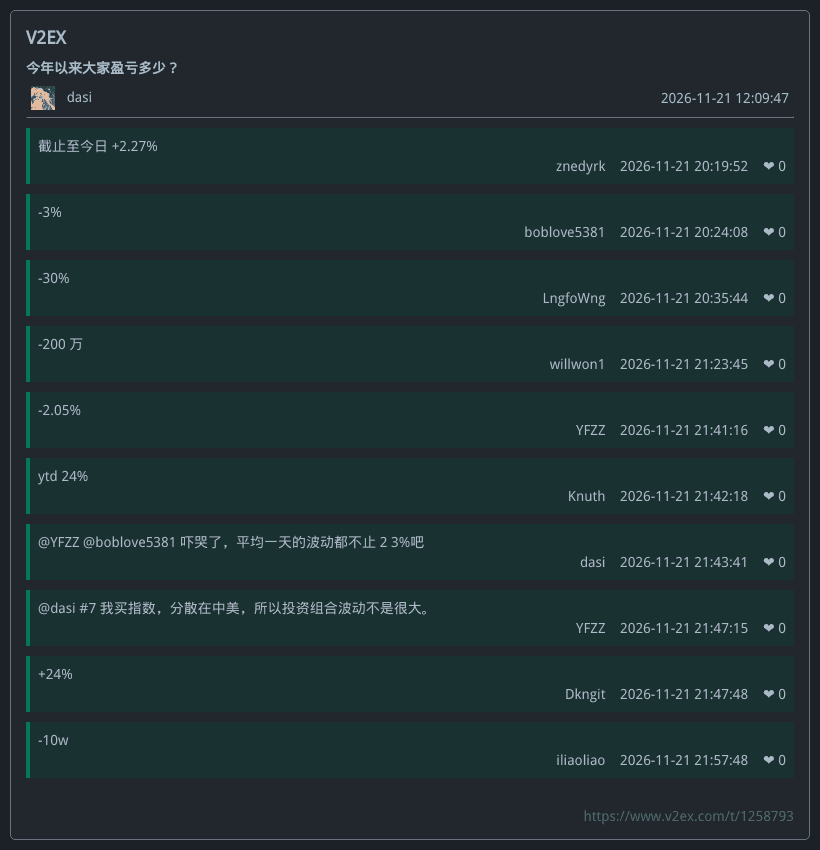 V2EX
今年以来大家盈亏多少？
dasi 2026-11-21 12:09:47
截止至今日 +2.27%
znedyrk 2026-11-21 20:19:52 ❤ 0
-3%
boblove5381 2026-11-21 20:24:08 ❤ 0
-30%
LngfoWng 2026-11-21 20:35:44 ❤ 0
-200 万
willwon1 2026-11-21 21:23:45 ❤ 0
-2.05%
YFZZ 2026-11-21 21:41:16 ❤ 0
ytd 24%
Knuth 2026-11-21 21:42:18 ❤ 0
@YFZZ @boblove5381 吓哭了，平均一天的波动都不止 2 3%吧
dasi 2026-11-21 21:43:41 ❤ 0
@dasi #7 我买指数，分散在中美，所以投资组合波动不是很大。
YFZZ 2026-11-21 21:47:15 ❤ 0
+24%
Dkngit 2026-11-21 21:47:48 ❤ 0
-10w
iliaoliao 2026-11-21 21:57:48 ❤ 0
https://www.v2ex.com/t/1258793